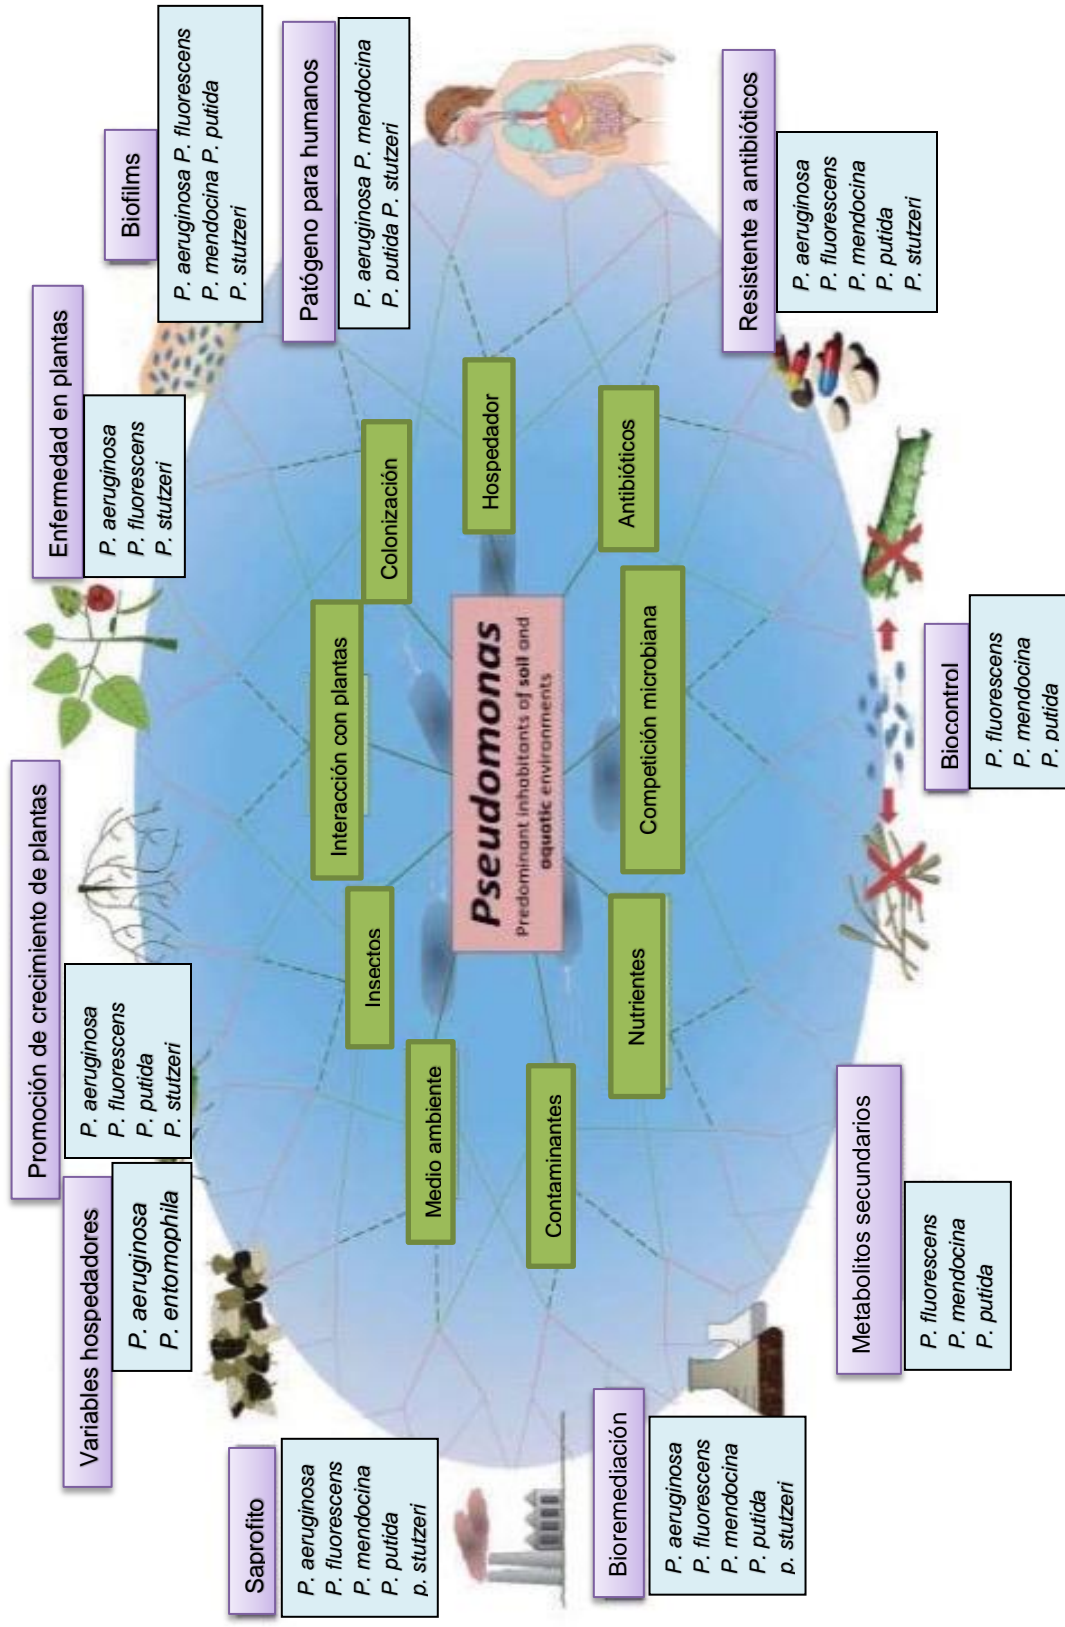 Variables hospedadores
P. aeruginosa
P. entomophila
Promoción de crecimiento de plantas
P. aeruginosa
P. fluorescens
P. putida
P. stutzeri
Enfermedad en plantas
P. aeruginosa
P. fluorescens
P. stutzeri
Biofilms
P. aeruginosa P. fluorescens
P. mendocina P. putida
P. stutzeri
Patógeno para humanos
P. aeruginosa P. mendocina
P. putida P. stutzeri
Saprofito
P. aeruginosa
P. fluorescens
P. mendocina
P. putida
p. stutzeri
Medio ambiente
Insectos
Interacción con plantas
Colonización
Hospedador
Pseudomonas
Predominant inhabitants of soil and
aquatic environments
Contaminantes
Nutrientes
Competición microbiana
Antibióticos
Bioremediación
P. aeruginosa
P. fluorescens
P. mendocina
P. putida
p. stutzeri
Metabolitos secundarios
P. fluorescens
P. mendocina
P. putida
Biocontrol
P. fluorescens
P. mendocina
P. putida
Resistente a antibióticos
P. aeruginosa
P. fluorescens
P. mendocina
P. putida
P. stutzeri